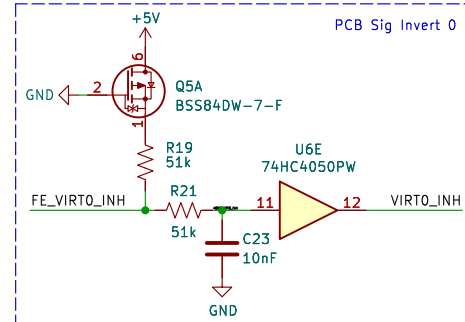 +5V
PCB Sig Invert 0
6
Q5A
BSS84DW-7-F
GND
2
1
R19
51k
U6E
74HC4050PW
FE_VIRT0_INH
R21
51k
11
12
VIRT0_INH
C23
10nF
GND